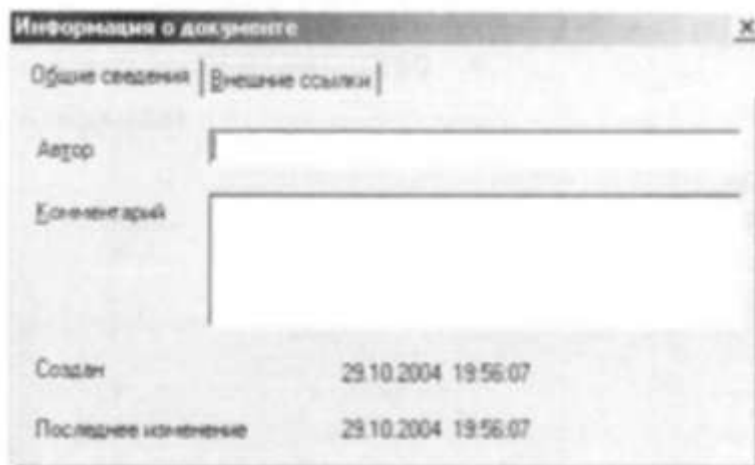 Информация о документе
Общие сведения Внешние ссылки
Автор
Комментарий
Создан 29.10.2004 19:56:07
Последнее изменение 29.10.2004 19:56:07